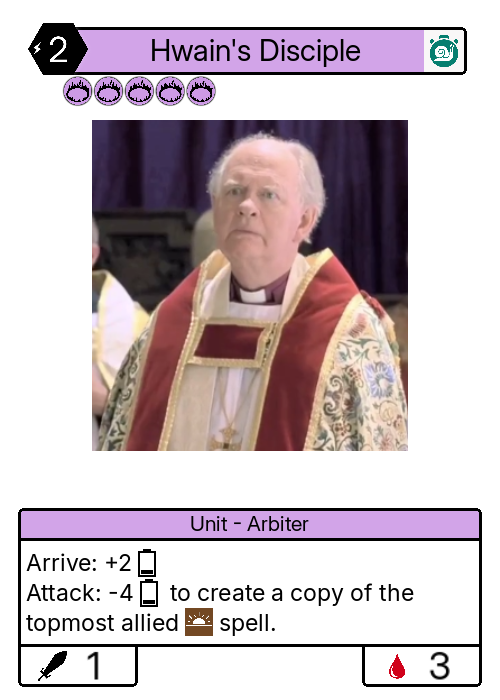 2
Hwain's Disciple
Unit - Arbiter
Arrive: +2
Attack: -4 to create a copy of the
topmost allied spell.
1
3